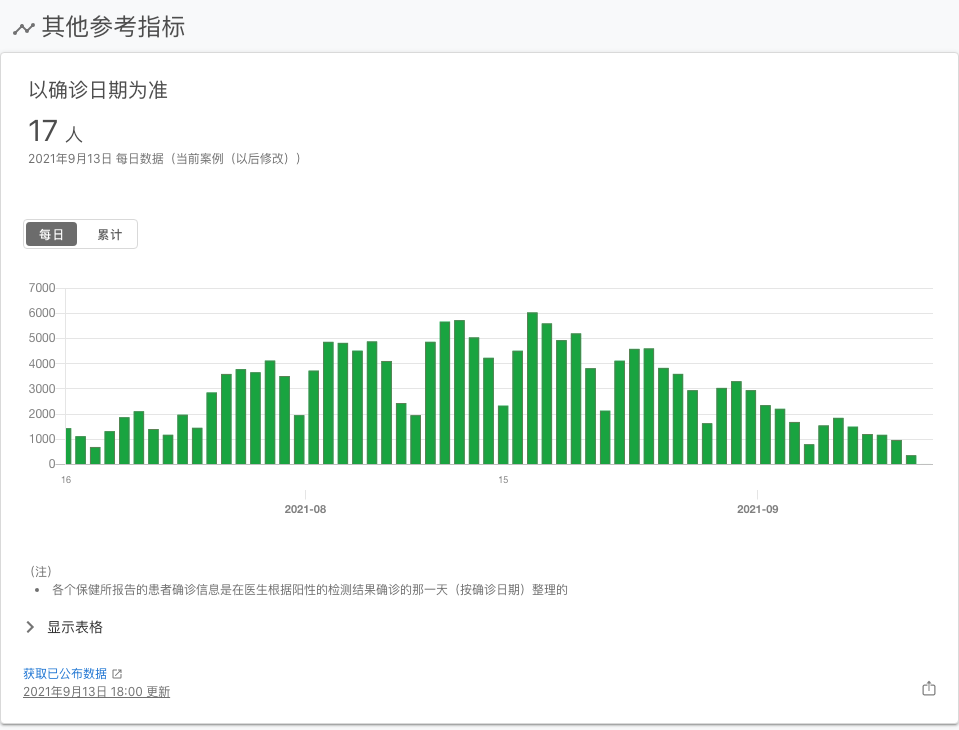 其他参考指标
以确诊日期为准
17 人
2021年9月13日 每日数据（当前案例（以后修改））
每日 累计
7000
6000
5000
4000
3000
2000
1000
0
16 15
2021-08 2021-09
（注）
• 各个保健所报告的患者确诊信息是在医生根据阳性的检测结果确诊的那一天（按确诊日期）整理的
显示表格
获取已公布数据
2021年9月13日 18:00 更新